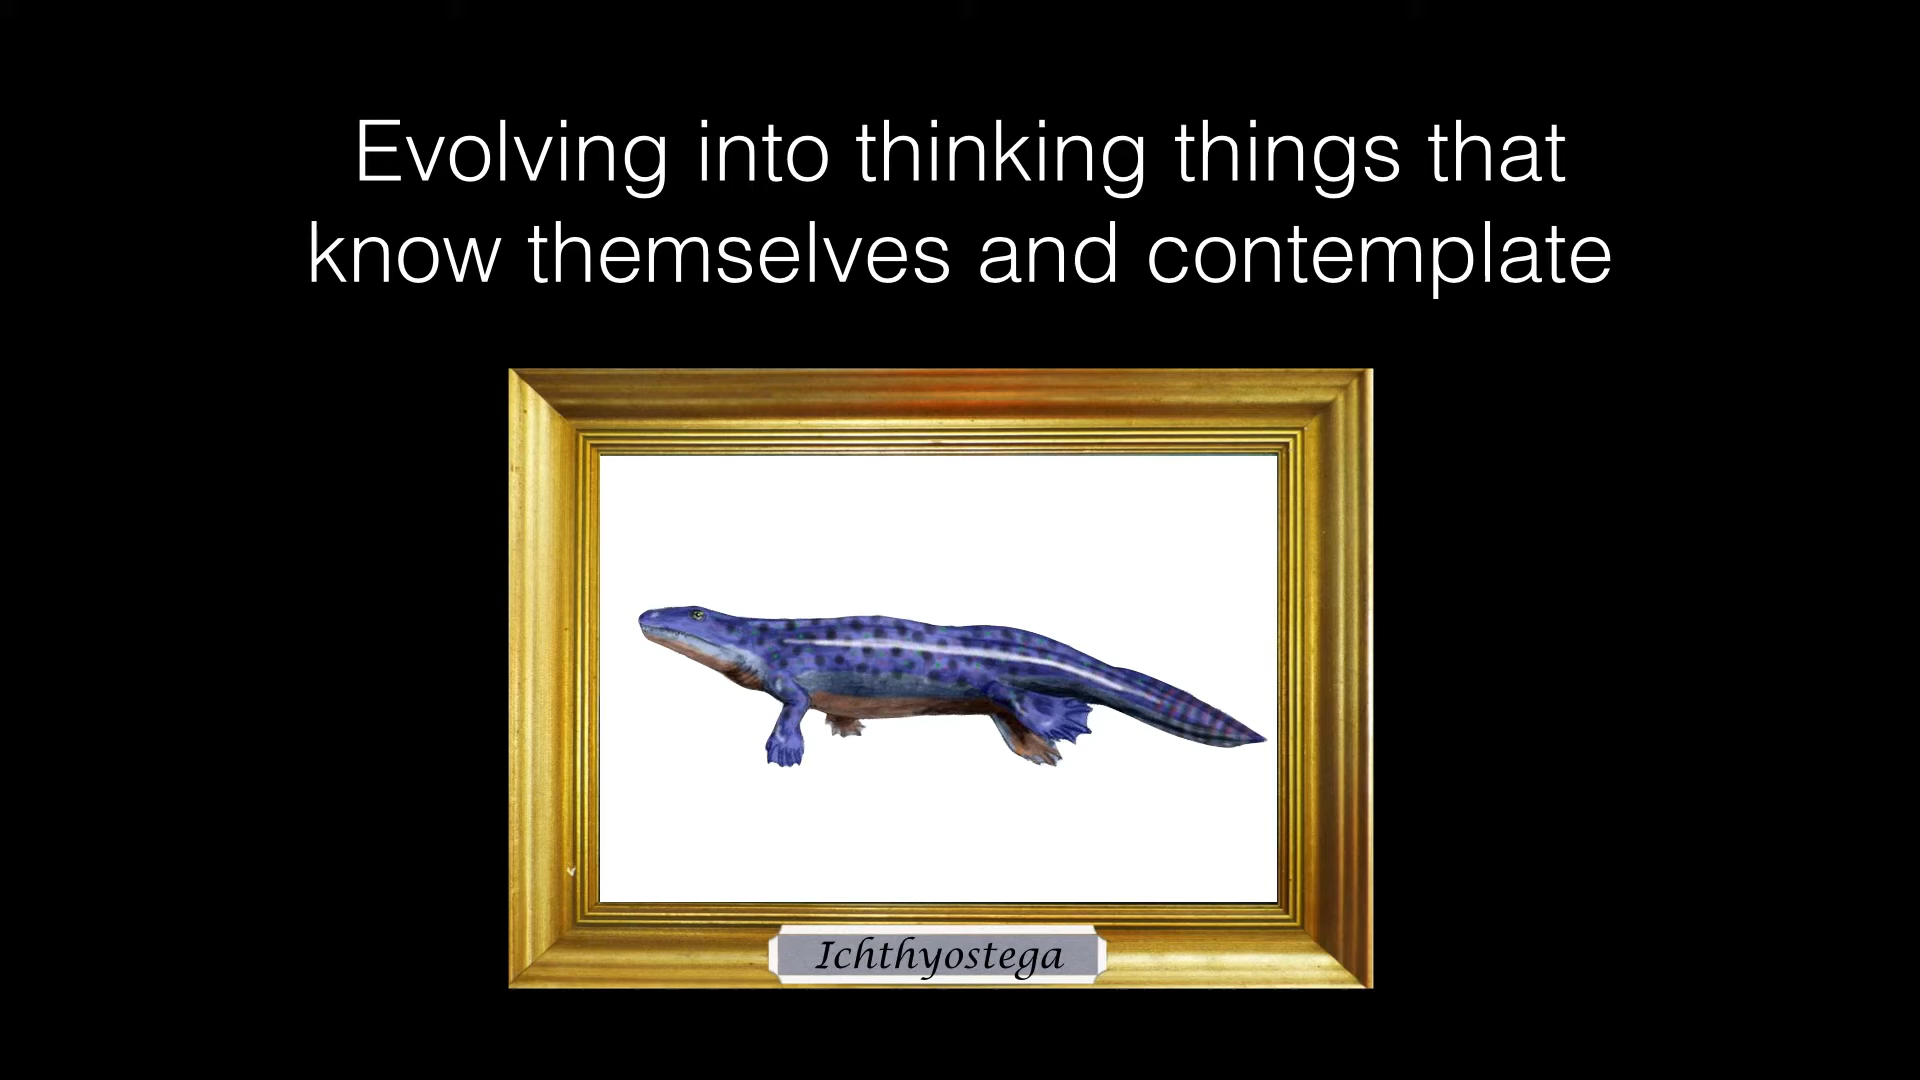 Evolving into thinking things that
know themselves and contemplate
Ichthyostega